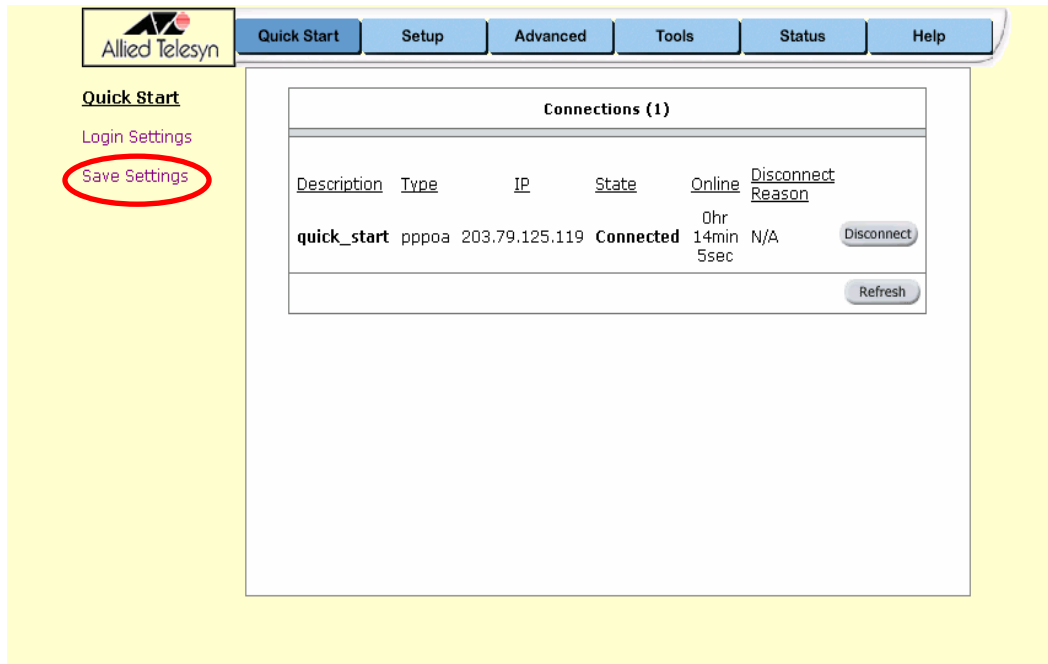 Allied Telesyn
Quick Start Setup Advanced Tools Status Help
Quick Start
Login Settings
Save Settings
Connections (1)
Description Type IP State Online Disconnect Reason
quick_start pppoa 203.79.125.119 Connected 0hr 14min 5sec N/A Disconnect
Refresh